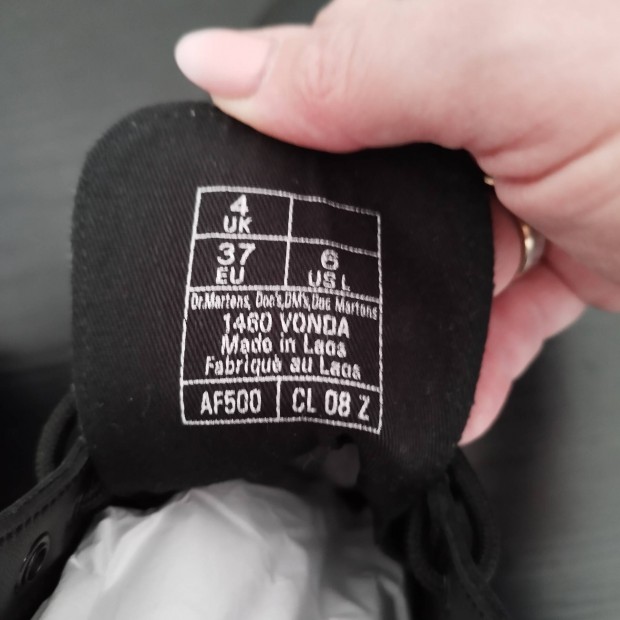 4
UK
37 6
EU US L
Dr.Martens, Doc's,DM's,Doc Martens
1460 VONDA
Made in Laos
Fabriqué au Laos
AF500 CL 08 Z